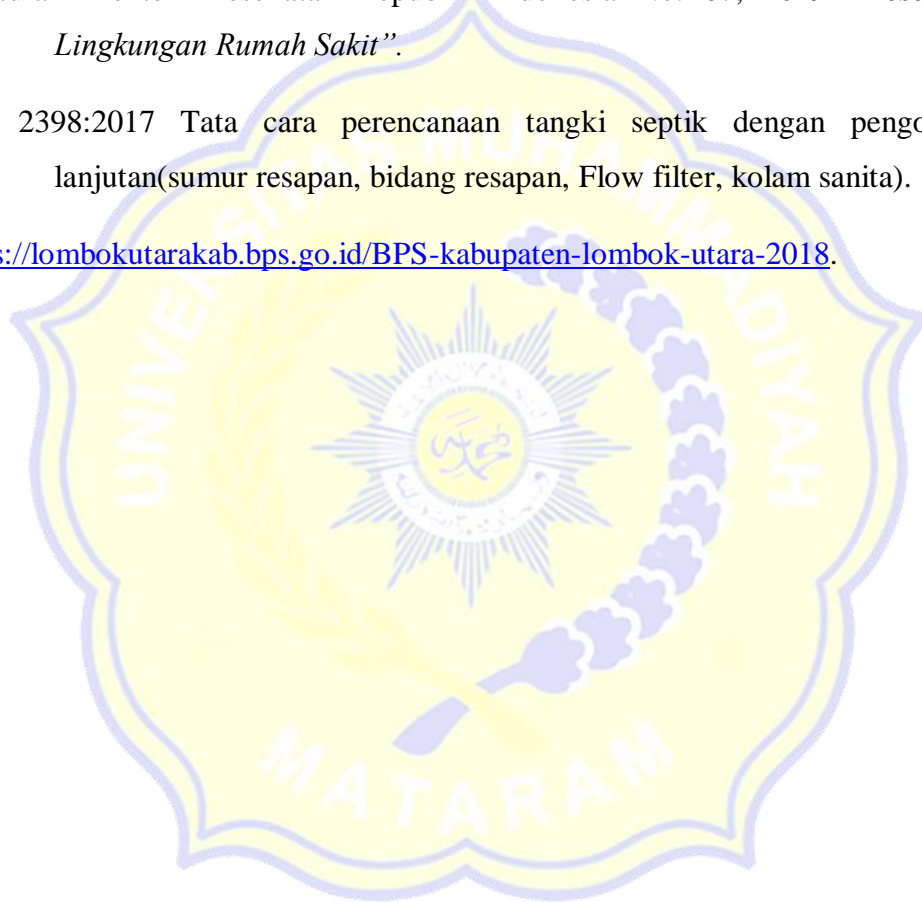 Lingkungan Rumah Sakit”.
2398:2017 Tata cara perencanaan tangki septik dengan
lanjutan(sumur resapan, bidang resapan, Flow filter, kolam sanita).
s://lombokutarakab.bps.go.id/BPS-kabupaten-lombok-utara-2018.
UNIVERSITAS MUHAMMADIYAH
MATARAM